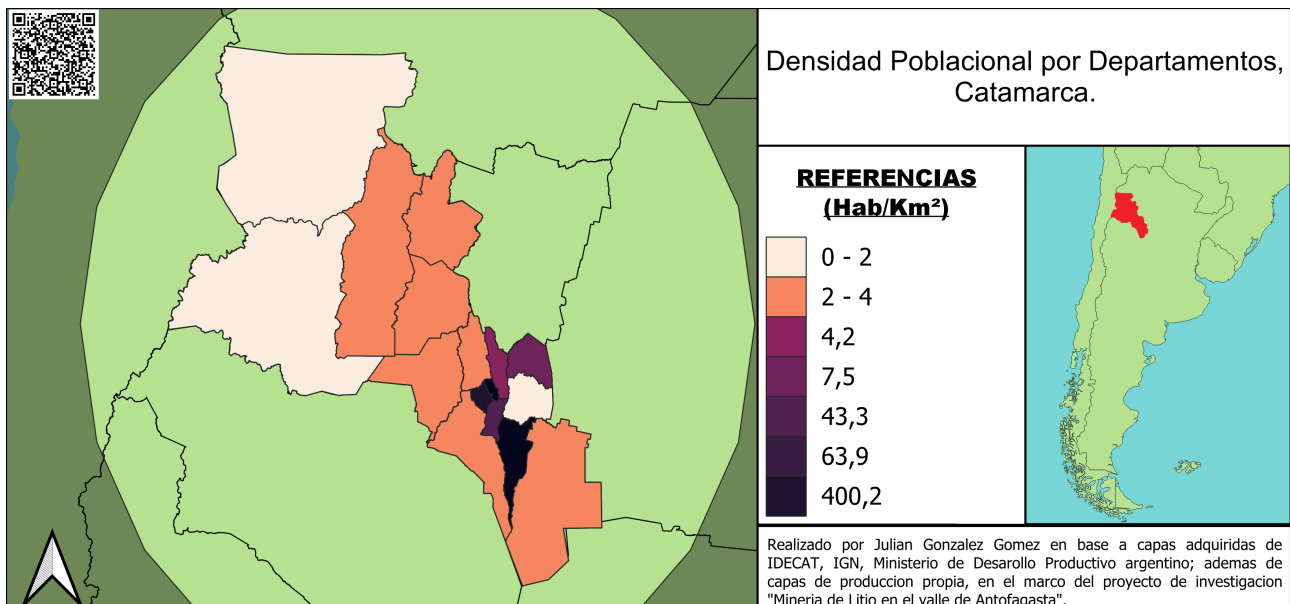 Densidad Poblacional por Departamentos,
Catamarca.
REFERENCIAS
(Hab/Km²)
0 - 2
2 - 4
4,2
7,5
43,3
63,9
400,2
Realizado por Julian Gonzalez Gomez en base a capas adquiridas de
IDECAT, IGN, Ministerio de Desarollo Productivo argentino; ademas de
capas de produccion propia, en el marco del proyecto de investigacion
"Mineria de Litio en el valle de Antofagasta".